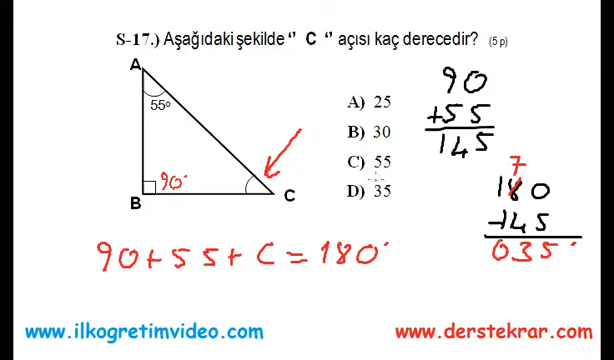 S-17.) Aşağıdaki şekilde “ C “ açısı kaç derecedir? (5 p)
A
55°
B
90°
C
A) 25
B) 30
C) 55
D) 35
90
+55
145
7
180
-145
035°
90+55+C=180°
www.ilkogretimvideo.com
www.derstekrar.com